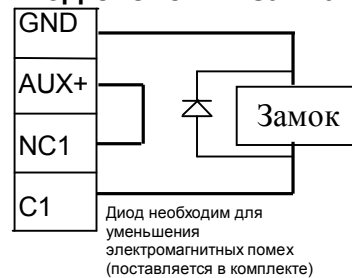 GND
AUX+
NC1
C1
Замок
Диод необходим для
уменьшения
электромагнитных помех
(поставляется в комплекте)